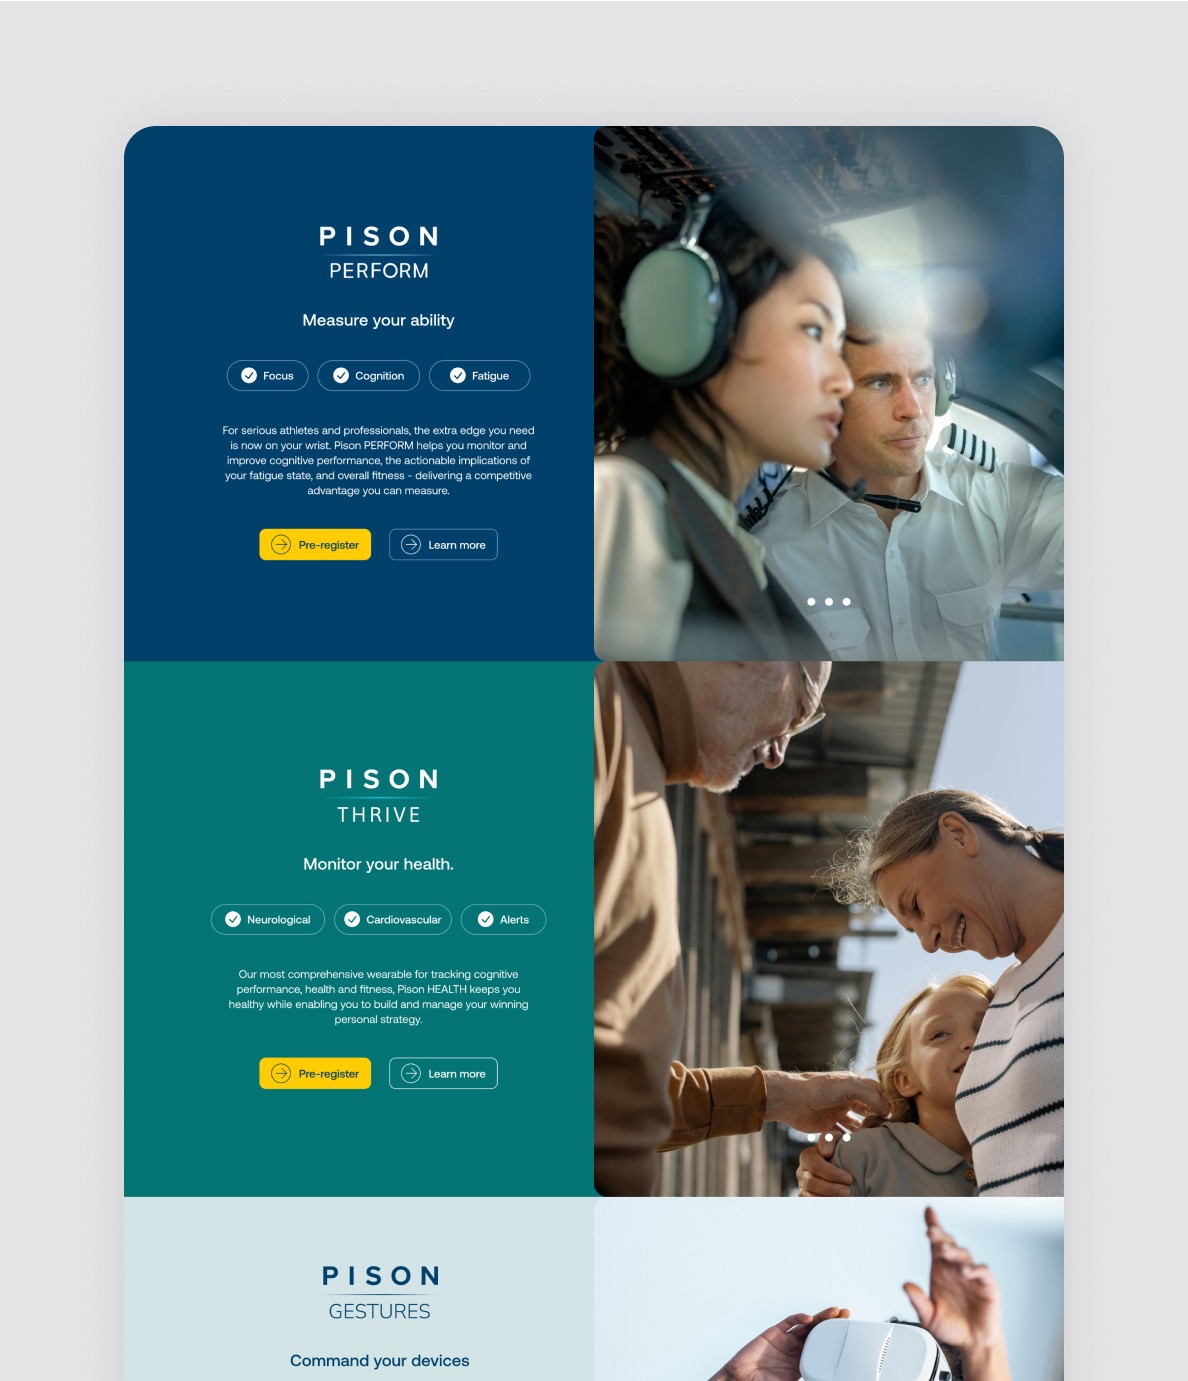 PISON
PERFORM
Measure your ability
Focus
Cognition
Fatigue
For serious athletes and professionals, the extra edge you need
is now on your wrist. Pison PERFORM helps you monitor and
improve cognitive performance, the actionable implications of
your fatigue state, and overall fitness - delivering a competitive
advantage you can measure.
Pre-register
Learn more
PISON
THRIVE
Monitor your health.
Neurological
Cardiovascular
Alerts
Our most comprehensive wearable for tracking cognitive
performance, health and fitness, Pison HEALTH keeps you
healthy while enabling you to build and manage your winning
personal strategy.
Pre-register
Learn more
PISON
GESTURES
Command your devices